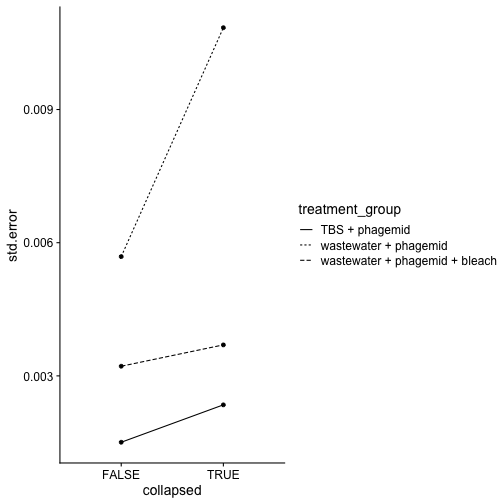 0.009
0.006
0.003
std.error
FALSE
TRUE
collapsed
treatment_group
TBS + phagemid
wastewater + phagemid
wastewater + phagemid + bleach